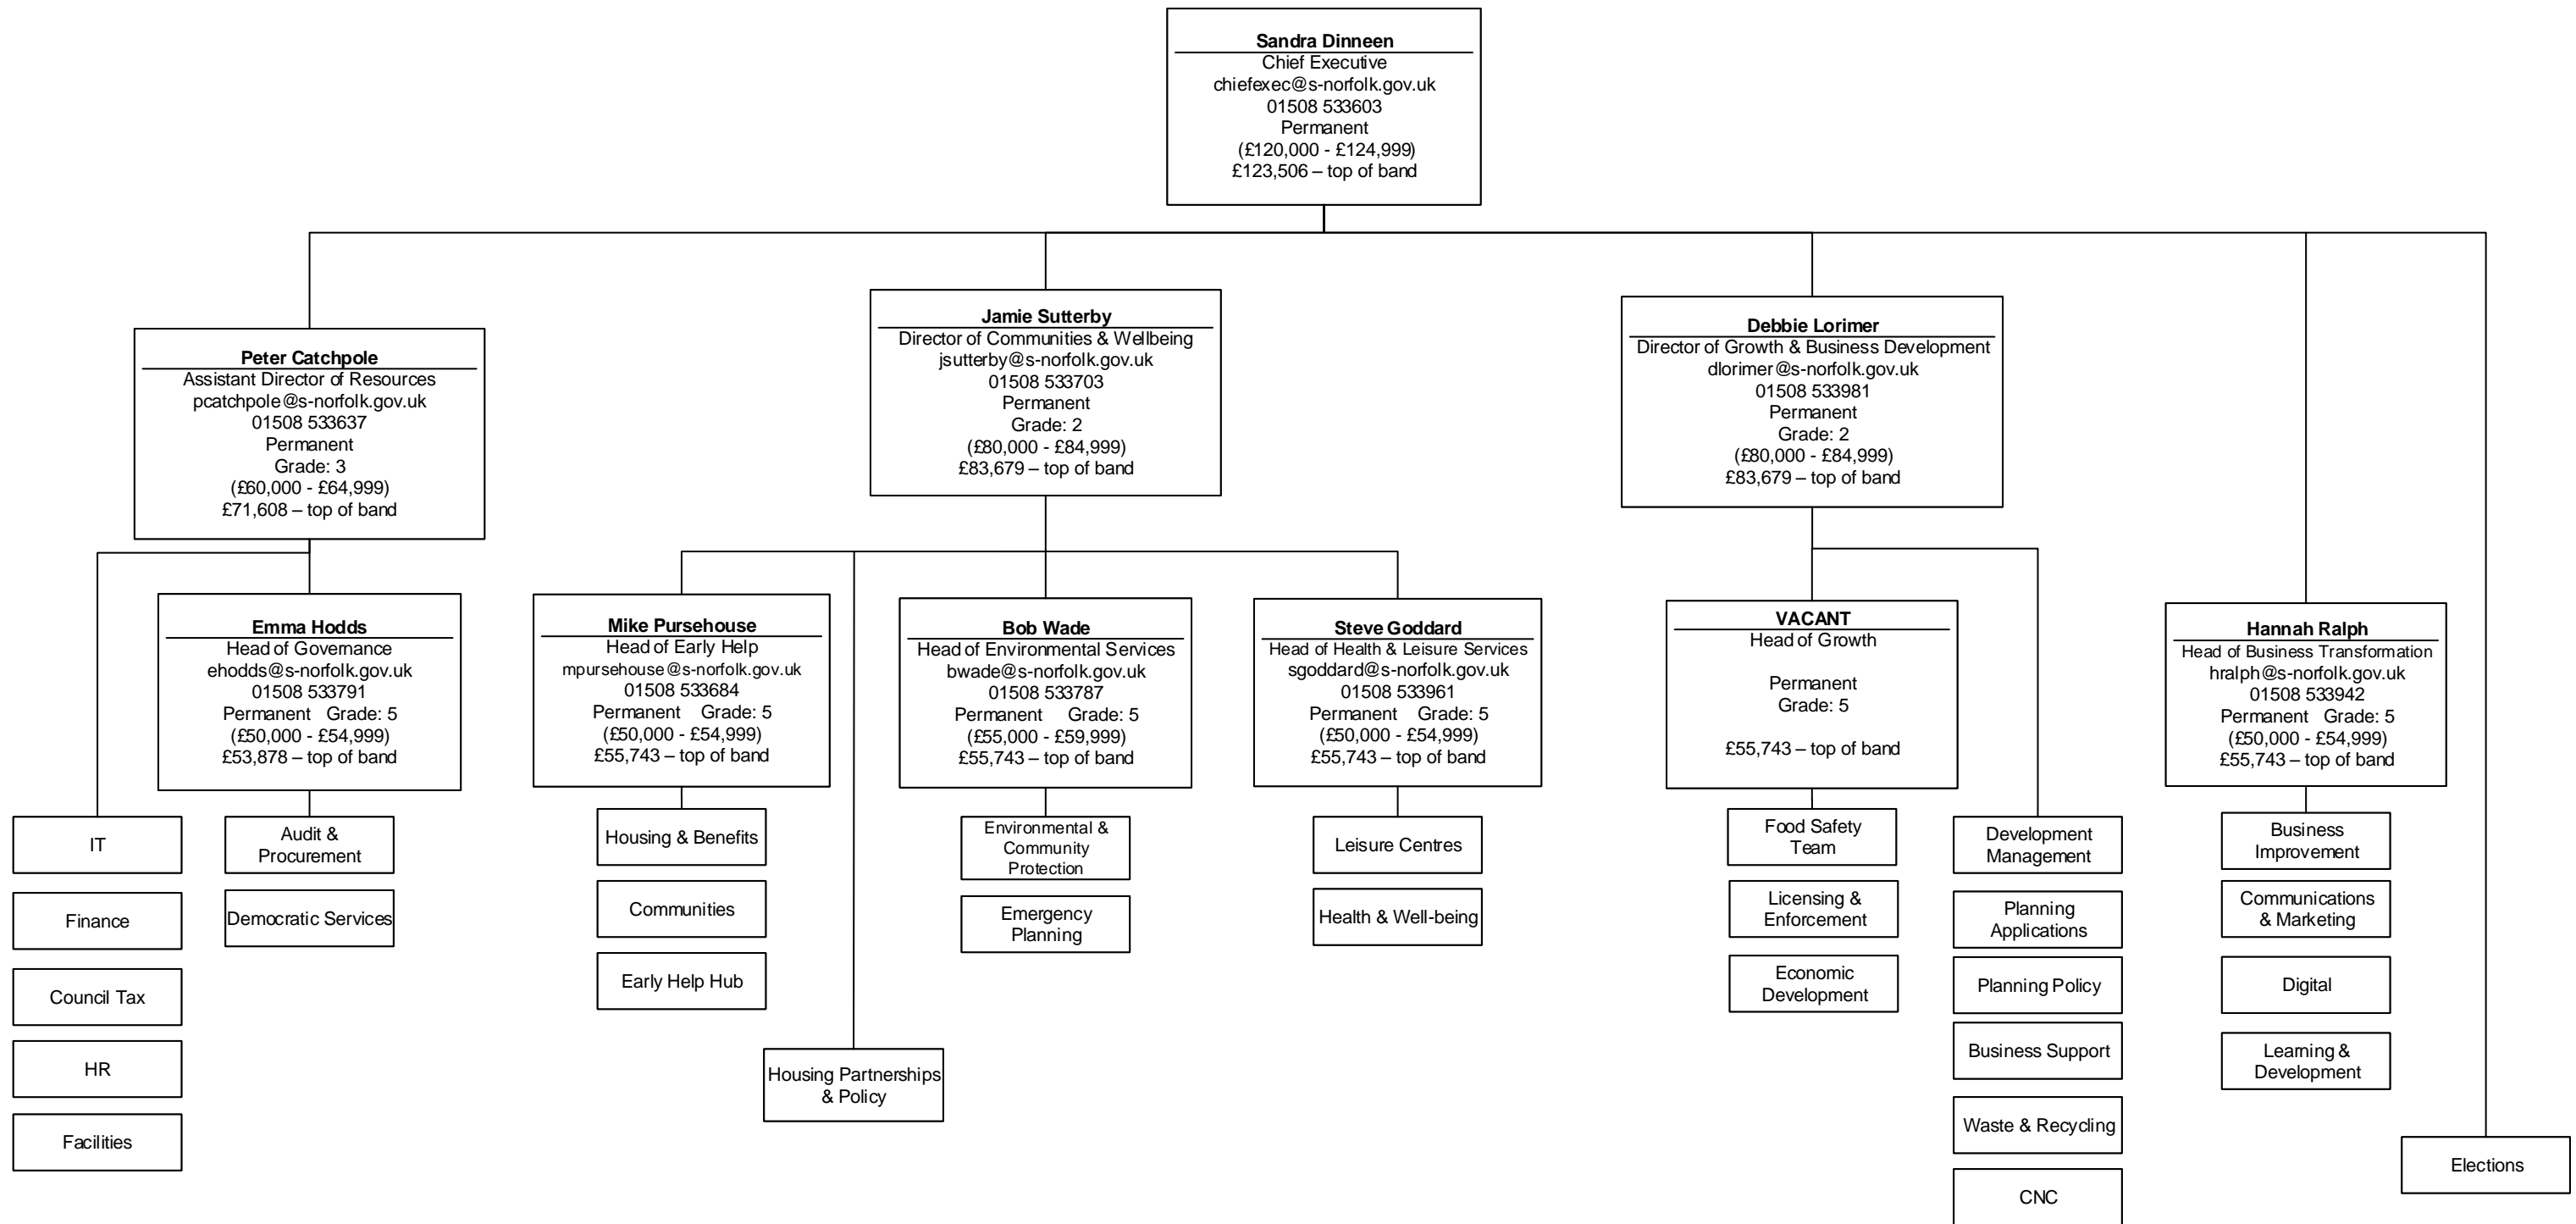 Sandra Dinneen
Chief Executive
chiefexec@s-norfolk.gov.uk
01508 533603
Permanent
(£120,000 - £124,999)
£123,506 – top of band
Peter Catchpole
Assistant Director of Resources
pcatchpole@s-norfolk.gov.uk
01508 533637
Permanent
Grade: 3
(£60,000 - £64,999)
£71,608 – top of band
Jamie Sutterby
Director of Communities & Wellbeing
jsutterby@s-norfolk.gov.uk
01508 533703
Permanent
Grade: 2
(£80,000 - £84,999)
£83,679 – top of band
Debbie Lorimer
Director of Growth & Business Development
dlorimer@s-norfolk.gov.uk
01508 533981
Permanent
Grade: 2
(£80,000 - £84,999)
£83,679 – top of band
Emma Hodds
Head of Governance
ehodds@s-norfolk.gov.uk
01508 533791
Permanent Grade: 5
(£50,000 - £54,999)
£53,878 – top of band
Mike Pursehouse
Head of Early Help
mpursehouse@s-norfolk.gov.uk
01508 533684
Permanent Grade: 5
(£50,000 - £54,999)
£55,743 – top of band
Bob Wade
Head of Environmental Services
bwade@s-norfolk.gov.uk
01508 533787
Permanent Grade: 5
(£55,000 - £59,999)
£55,743 – top of band
Steve Goddard
Head of Health & Leisure Services
sgoddard@s-norfolk.gov.uk
01508 533961
Permanent Grade: 5
(£50,000 - £54,999)
£55,743 – top of band
VACANT
Head of Growth
Permanent
Grade: 5
£55,743 – top of band
Hannah Ralph
Head of Business Transformation
hralph@s-norfolk.gov.uk
01508 533942
Permanent Grade: 5
(£50,000 - £54,999)
£55,743 – top of band
IT
Finance
Council Tax
HR
Facilities
Audit &
Procurement
Democratic Services
Housing & Benefits
Communities
Early Help Hub
Housing Partnerships
& Policy
Environmental &
Community
Protection
Emergency
Planning
Leisure Centres
Health & Well-being
Food Safety
Team
Licensing &
Enforcement
Economic
Development
Development
Management
Planning
Applications
Planning Policy
Business Support
Waste & Recycling
CNC
Business
Improvement
Communications
& Marketing
Digital
Learning &
Development
Elections